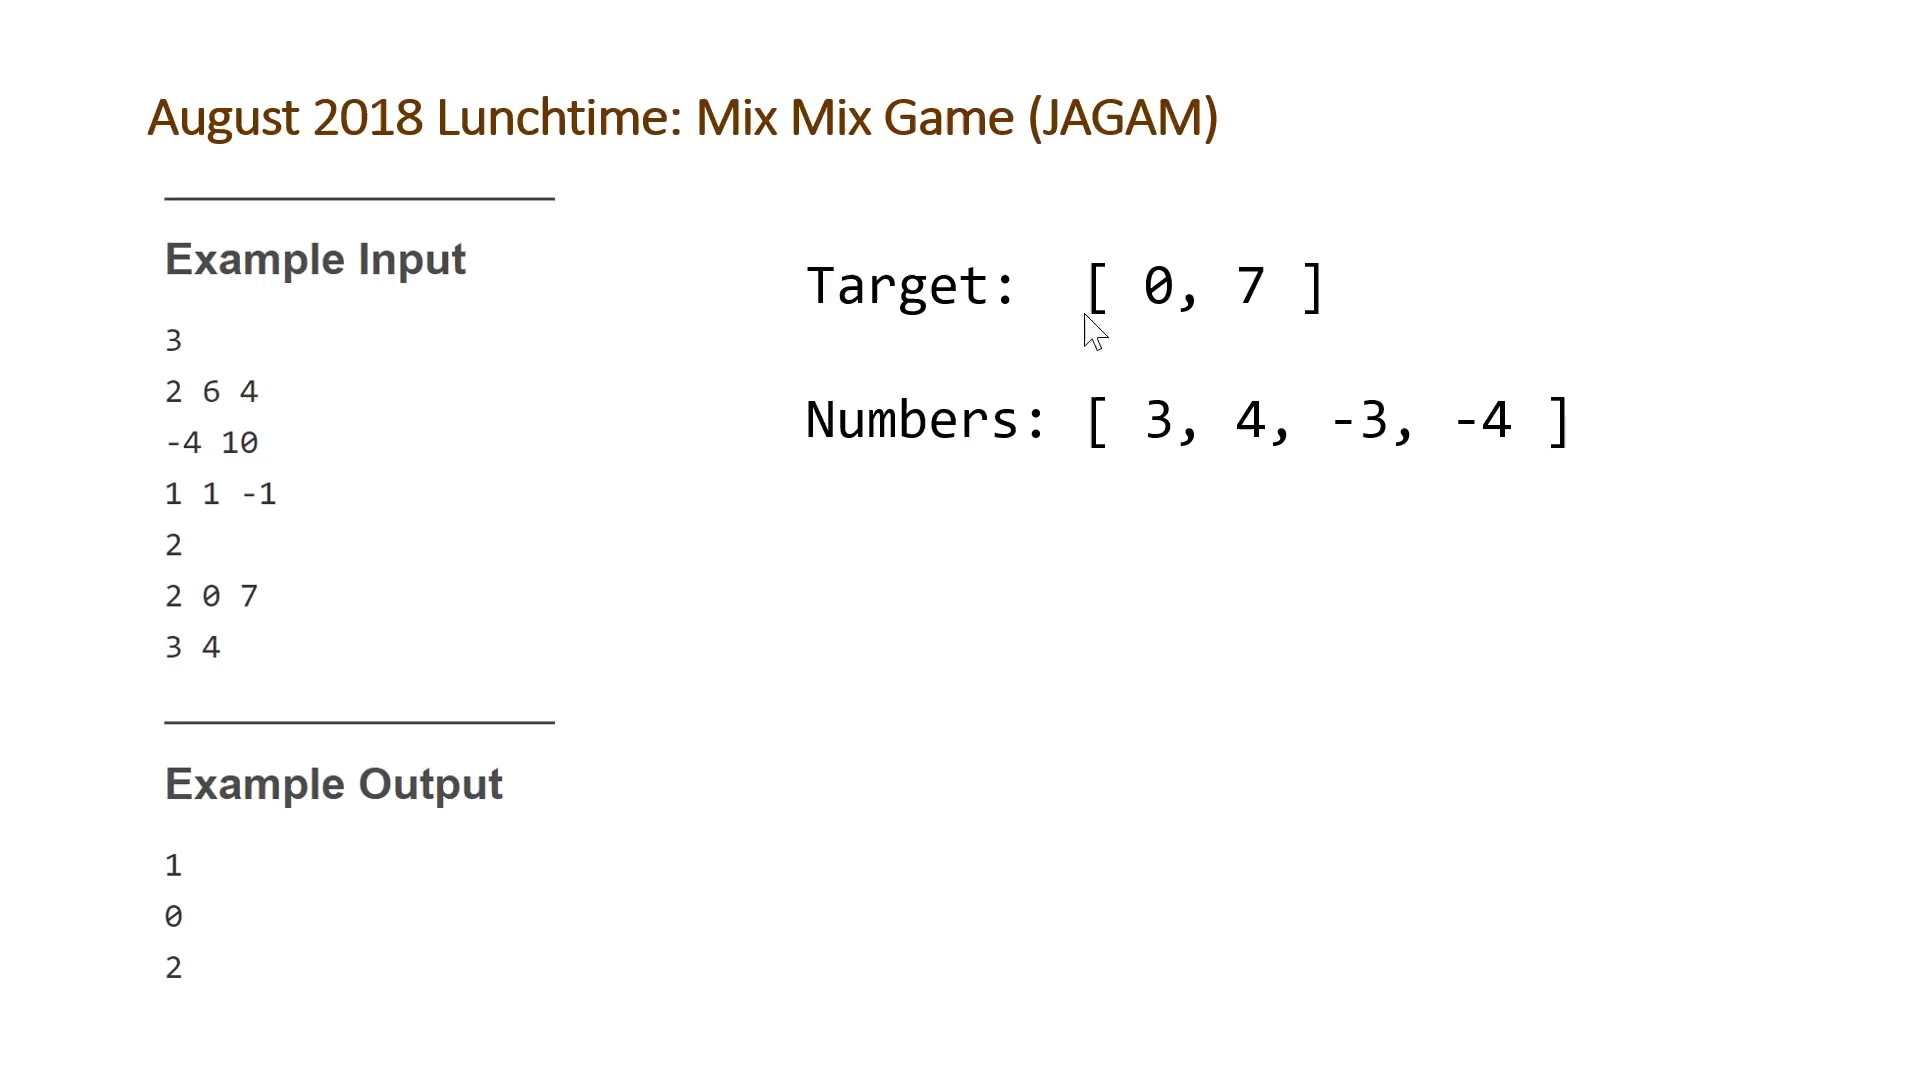 August 2018 Lunchtime: Mix Mix Game (JAGAM)
Example Input
3
2 6 4
-4 10
1 1 -1
2
2 0 7
3 4
Example Output
1
0
2
Target: [ 0, 7 ]
Numbers: [ 3, 4, -3, -4 ]